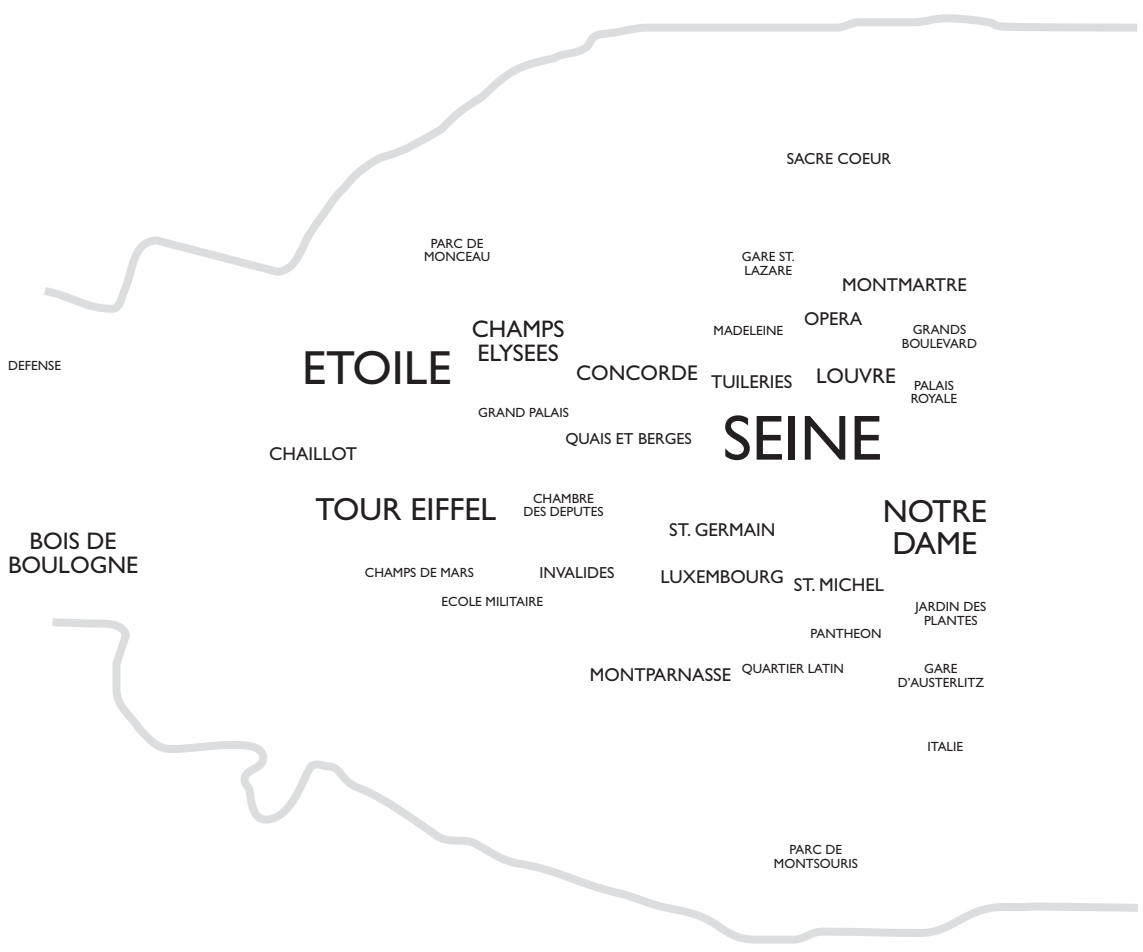 SACRE COEUR
PARC DE
MONCEAU
GARE ST.
LAZARE
MONTMARTRE
OPERA
MADELEINE
GRANDS
BOULEVARD
CHAMPS
ELYSEES
DEFENSE
ETOILE
CONCORDE
TUILERIES
LOUVRE
PALAIS
ROYALE
GRAND PALAIS
QUAIS ET BERGES
SEINE
CHAILLOT
TOUR EIFFEL
CHAMBRE
DES DEPUTES
ST. GERMAIN
NOTRE
DAME
BOIS DE
BOULOGNE
CHAMPS DE MARS
INVALIDES
LUXEMBOURG
ST. MICHEL
ECOLE MILITAIRE
JARDIN DES
PLANTES
PANTHEON
MONTPARNASSE
QUARTIER LATIN
GARE
D'AUSTERLITZ
ITALIE
PARC DE
MONTSOURIS